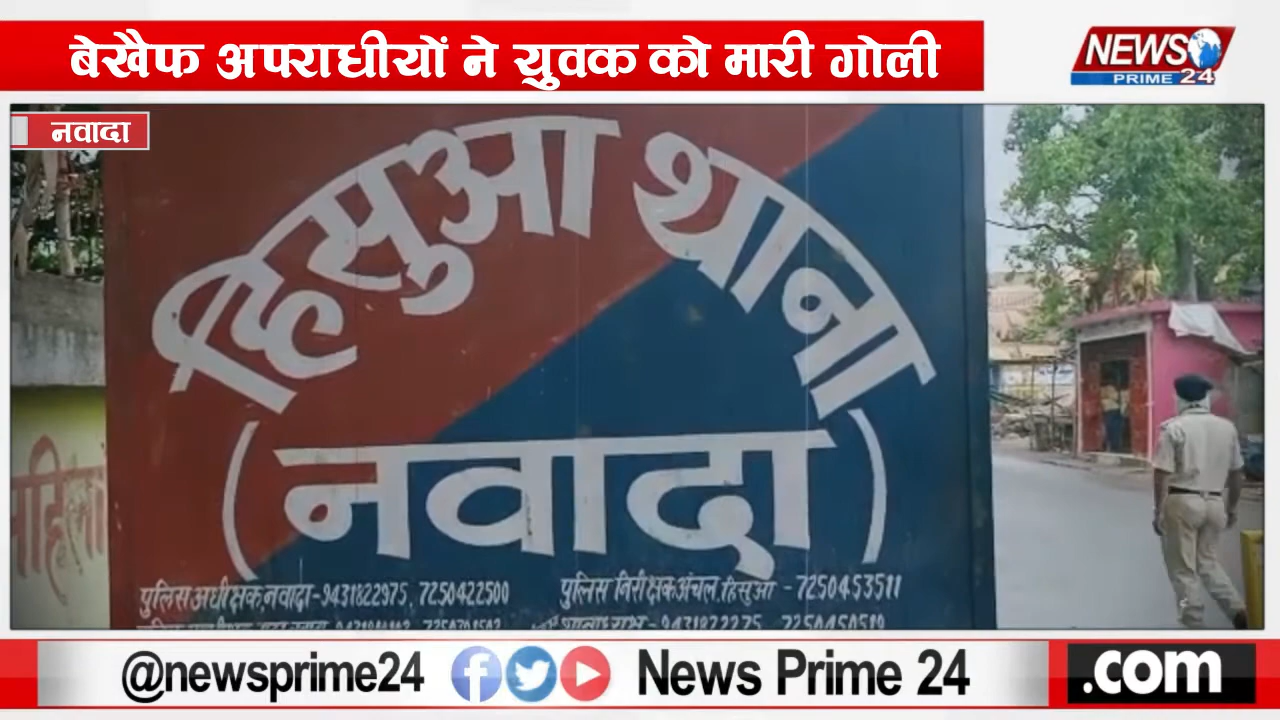 बेखैफ अपराधीयों ने युवक को मारी गोली
NEWS
PRIME 24
नवादा
हिसुआ थाना
(नवादा)
महिला
पुलिस अधीक्षक, नवादा-9431822975, 7250422500
पुलिस निरीक्षक अंचल, हिसुआ - 7250453511
@newsprime24
News Prime 24
.com